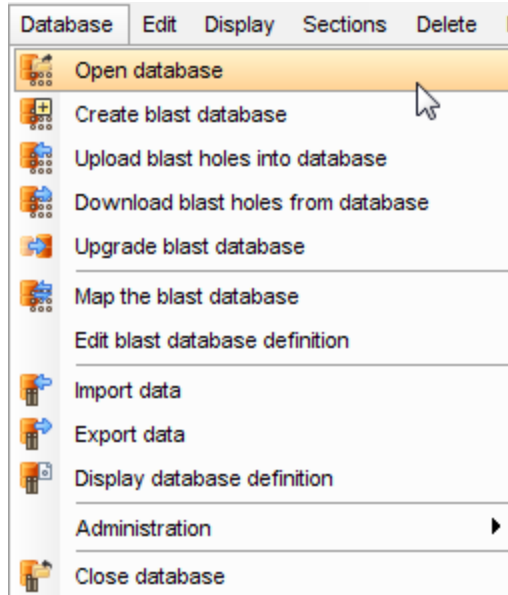 Database Edit Display Sections Delete
Open database
Create blast database
Upload blast holes into database
Download blast holes from database
Upgrade blast database
Map the blast database
Edit blast database definition
Import data
Export data
Display database definition
Administration
Close database